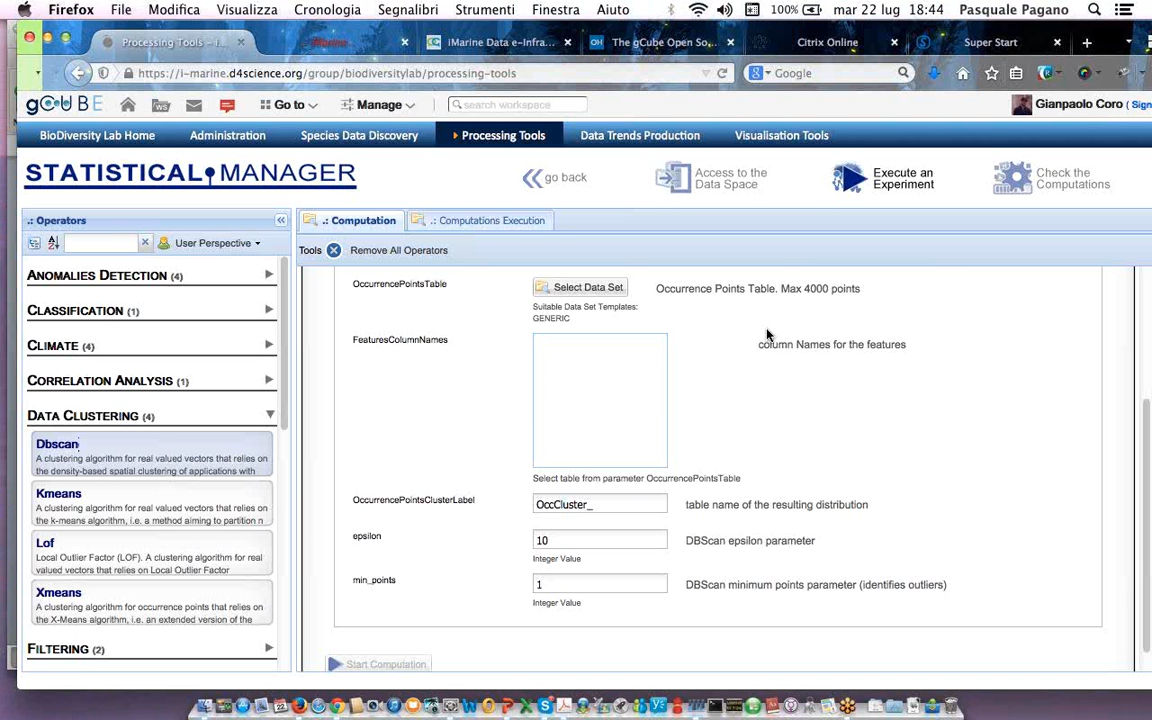 Firefox File Modifica Visualizza Cronologia Segnalibri Strumenti Finestra Aiuto 100% mar 22 lug 18:44 Pasquale Pagano
Processing Tools – i... iMarine iMarine Data e-Infra... The gCube Open So... Citrix Online Super Start
https://i-marine.d4science.org/group/biodiversitylab/processing-tools Google
gCUBE Go to Manage search workspace Gianpaolo Coro (Sign
BioDiversity Lab Home Administration Species Data Discovery Processing Tools Data Trends Production Visualisation Tools
STATISTICAL MANAGER go back Access to the Data Space Execute an Experiment Check the Computations
.: Operators .: Computation .: Computations Execution
User Perspective Tools Remove All Operators
ANOMALIES DETECTION (4)
CLASSIFICATION (1)
CLIMATE (4)
CORRELATION ANALYSIS (1)
DATA CLUSTERING (4)
Dbscan
A clustering algorithm for real valued vectors that relies on
the density-based spatial clustering of applications with
Kmeans
A clustering algorithm for real valued vectors that relies on
the k-means algorithm, i.e. a method aiming to partition n
Lof
Local Outlier Factor (LOF). A clustering algorithm for real
valued vectors that relies on Local Outlier Factor
Xmeans
A clustering algorithm for occurrence points that relies on
the X-Means algorithm, i.e. an extended version of the
FILTERING (2)
OccurrencePointsTable Select Data Set Occurrence Points Table. Max 4000 points
Suitable Data Set Templates:
GENERIC
FeaturesColumnNames column Names for the features
Select table from parameter OccurrencePointsTable
OccurrencePointsClusterLabel OccCluster_ table name of the resulting distribution
epsilon 10 DBScan epsilon parameter
Integer Value
min_points 1 DBScan minimum points parameter (identifies outliers)
Integer Value
Start Computation